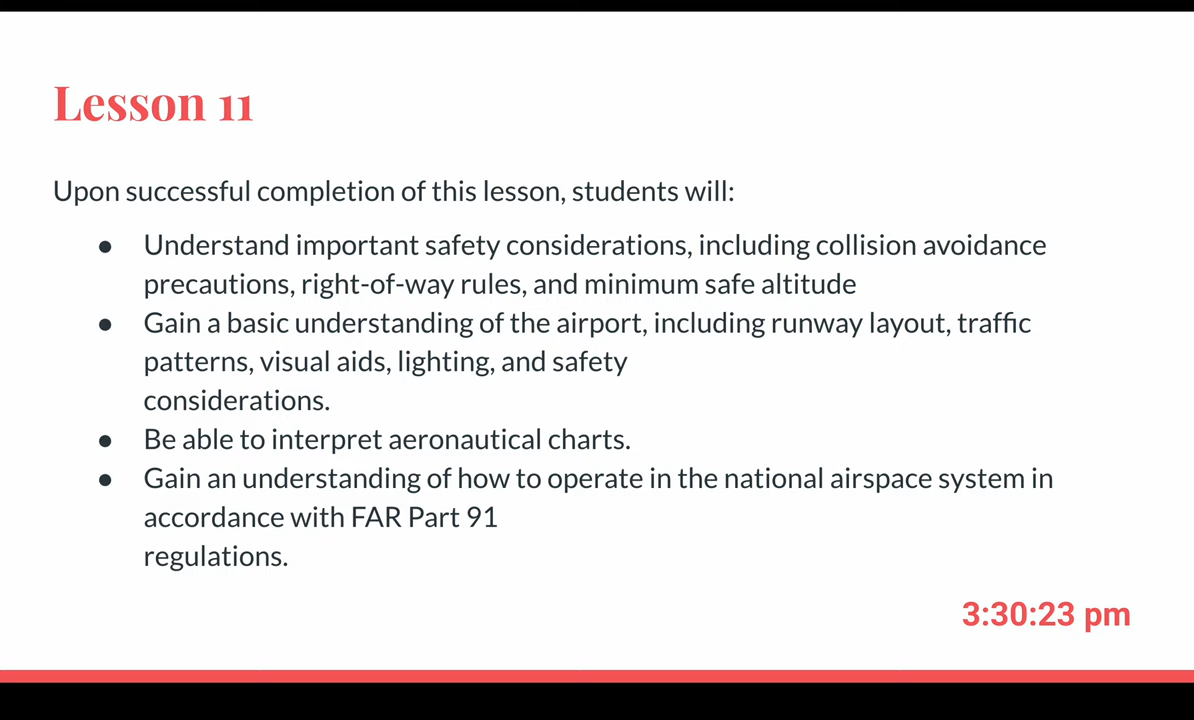 Lesson 11
Upon successful completion of this lesson, students will:
● Understand important safety considerations, including collision avoidance
precautions, right-of-way rules, and minimum safe altitude
● Gain a basic understanding of the airport, including runway layout, traffic
patterns, visual aids, lighting, and safety
considerations.
● Be able to interpret aeronautical charts.
● Gain an understanding of how to operate in the national airspace system in
accordance with FAR Part 91
regulations.
3:30:23 pm